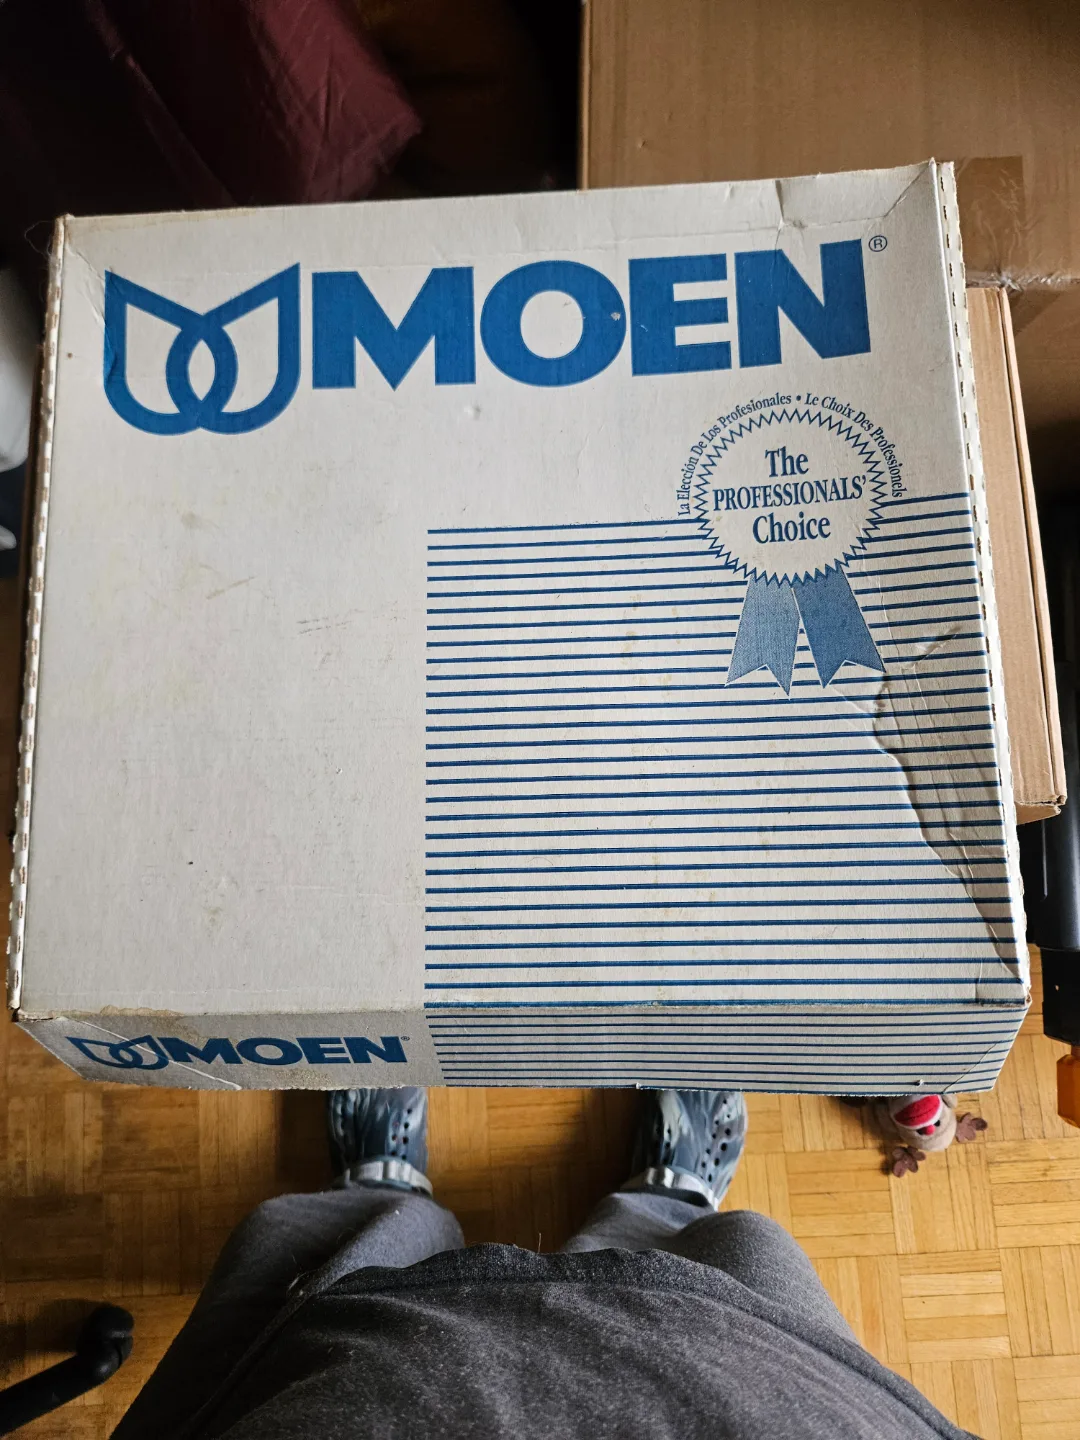 MOEN®
La Elección De Los Profesionales • Le Choix Des Professionels
The
PROFESSIONALS'
Choice
MOEN®